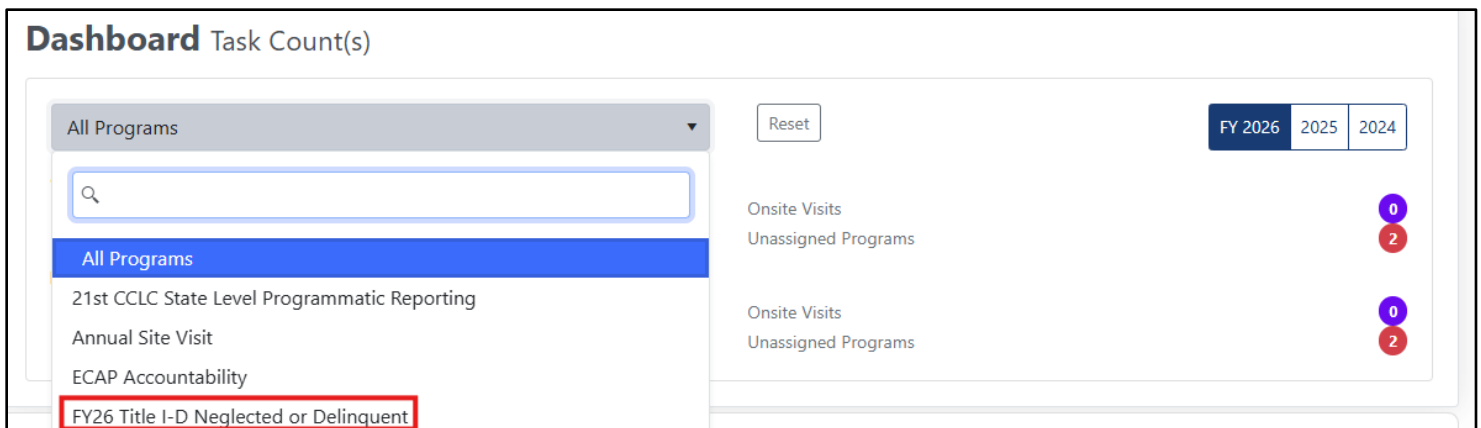 Dashboard Task Count(s)
All Programs
Reset
FY 2026 2025 2024
All Programs
21st CCLC State Level Programmatic Reporting
Annual Site Visit
ECAP Accountability
FY26 Title I-D Neglected or Delinquent
Onsite Visits 0
Unassigned Programs 2
Onsite Visits 0
Unassigned Programs 2